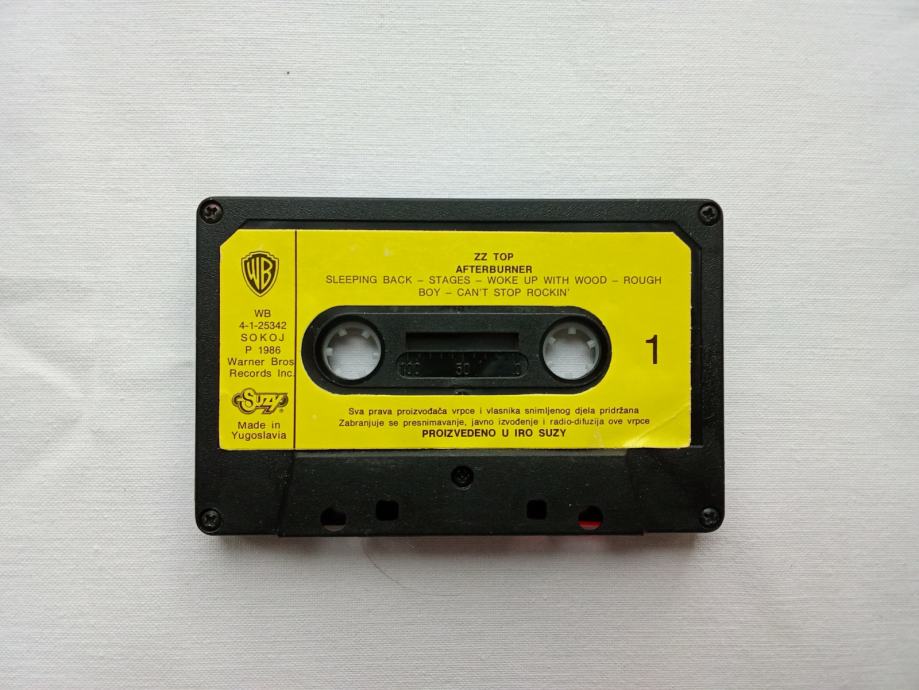 ZZ TOP
AFTERBURNER
SLEEPING BACK – STAGES – WOKE UP WITH WOOD – ROUGH
BOY – CAN'T STOP ROCKIN'
WB
WB
4-1-25342
SOKOJ
P 1986
Warner Bros
Records Inc.
Suzy
Made in
Yugoslavia
1
100 50 0
Sva prava proizvođača vrpce i vlasnika snimljenog djela pridržana
Zabranjuje se presnimavanje, javno izvođenje i radio-difuzija ove vrpce
PROIZVEDENO U IRO SUZY